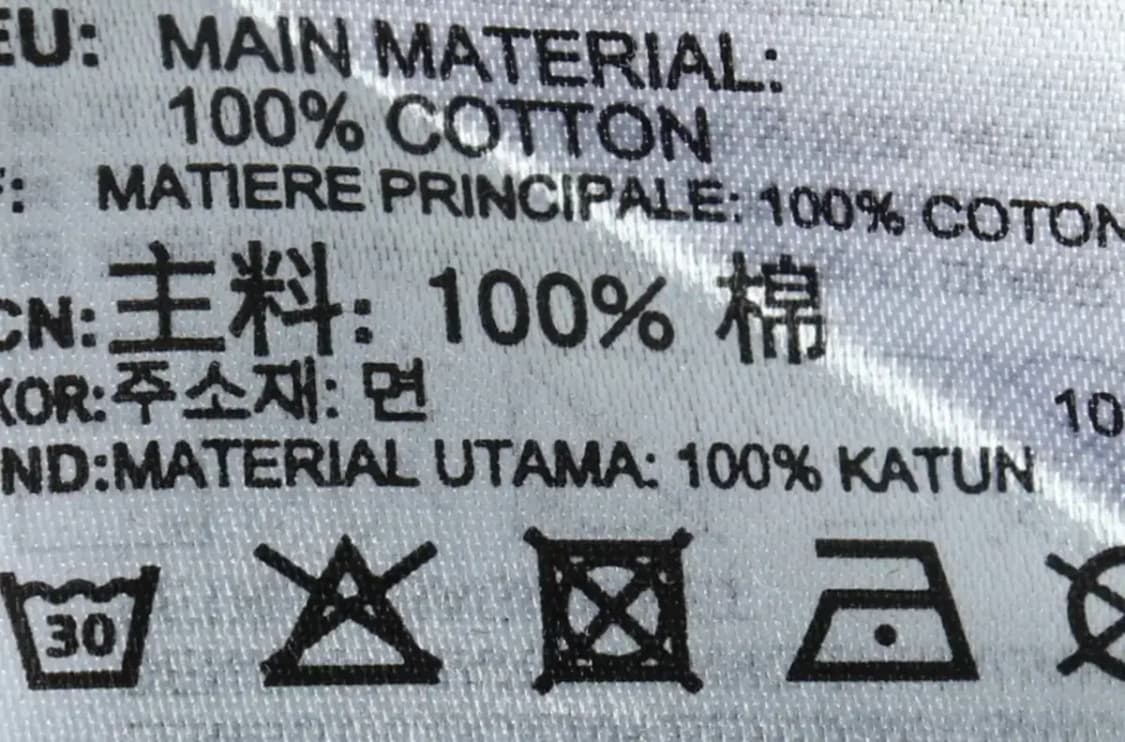 EU: MAIN MATERIAL:
100% COTTON
F: MATIERE PRINCIPALE: 100% COTON
CN:主料: 100% 棉
KOR:주소재: 면 10
IND:MATERIAL UTAMA: 100% KATUN
30